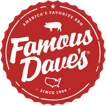 AMERICA'S FAVORITE BBQ
Famous
Dave's
SINCE 1994